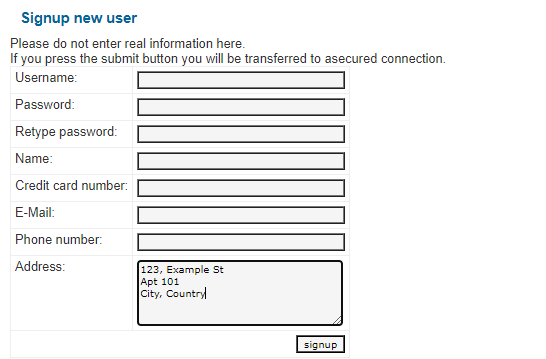 Signup new user
Please do not enter real information here.
If you press the submit button you will be transferred to asecured connection.
Username:
Password:
Retype password:
Name:
Credit card number:
E-Mail:
Phone number:
Address:
123, Example St
Apt 101
City, Country
signup